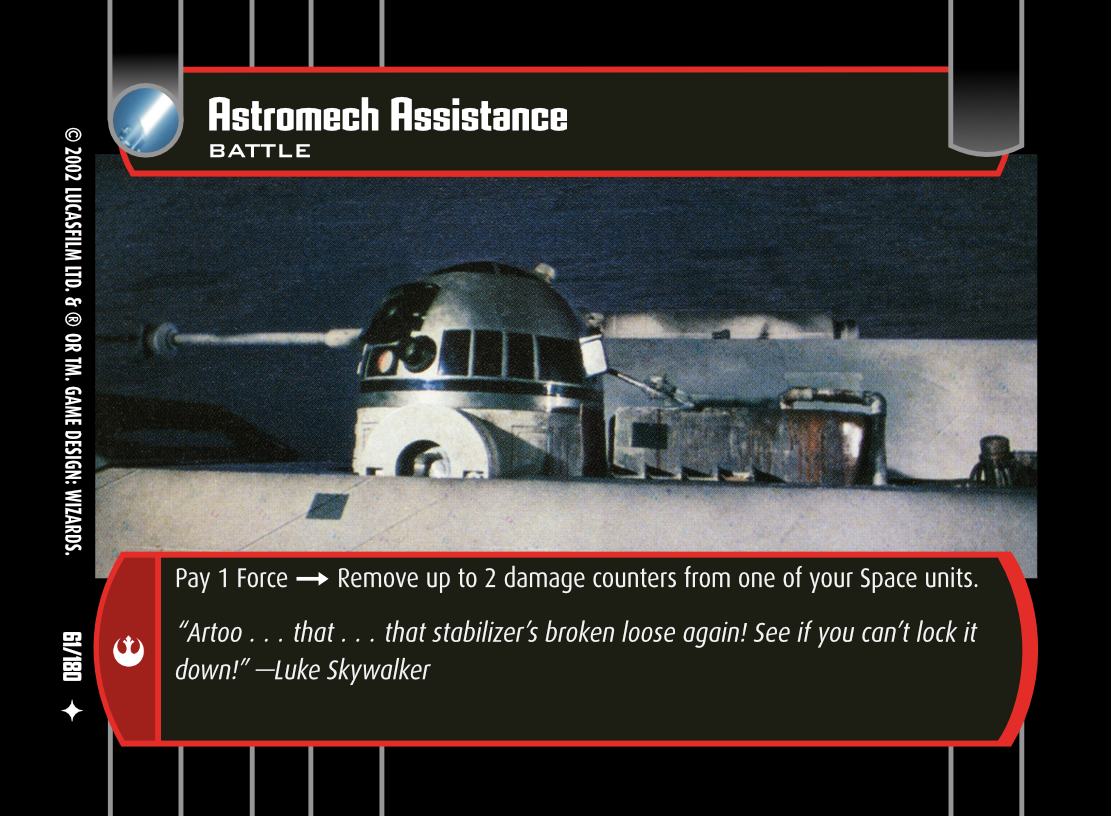 Astromech Assistance
BATTLE
© 2002 LUCASFILM LTD. & ® OR TM. GAME DESIGN: WIZARDS.
61/180
Pay 1 Force → Remove up to 2 damage counters from one of your Space units.
“Artoo . . . that . . . that stabilizer’s broken loose again! See if you can’t lock it
down!” —Luke Skywalker